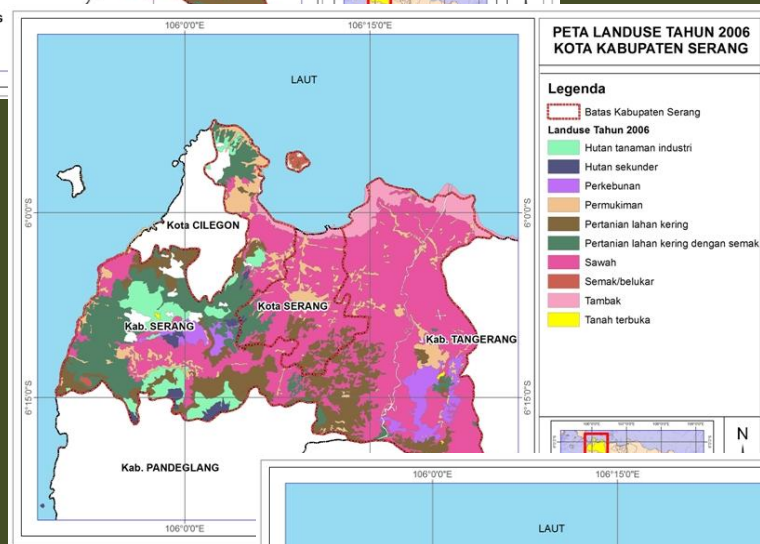 S
106°0'0"E
106°15'0"E
PETA LANDUSE TAHUN 2006
KOTA KABUPATEN SERANG
LAUT
Legenda
Batas Kabupaten Serang
Landuse Tahun 2006
Hutan tanaman industri
Hutan sekunder
Perkebunan
Permukiman
Pertanian lahan kering
Pertanian lahan kering dengan semak
Sawah
Semak/belukar
Tambak
Tanah terbuka
6°0'0"S
6°0'0"S
Kota CILEGON
Kota SERANG
Kab. SERANG
Kab. TANGERANG
6°15'0"S
6°15'0"S
Kab. PANDEGLANG
N
106°0'0"E
106°0'0"E
106°15'0"E
LAUT